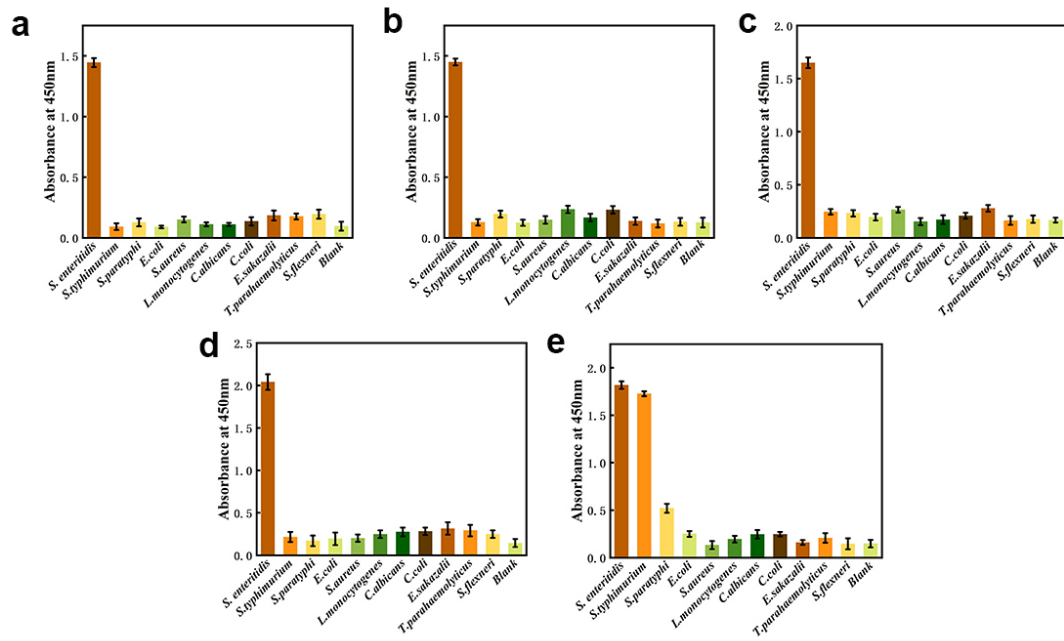 a
Absorbance at 450nm
1.5
1.0
0.5
0.0
S. enteritidis
S.typhimurium
S.paratyphi
E.coli
S.aureus
L.monocytogenes
C.albicans
C.coli
E.sakazalii
T.parahaemolyticus
S.flexneri
Blank
b
Absorbance at 450nm
1.5
1.0
0.5
0.0
S. enteritidis
S.typhimurium
S.paratyphi
E.coli
S.aureus
L.monocytogenes
C.albicans
C.coli
E.sakazalii
T.parahaemolyticus
S.flexneri
Blank
c
Absorbance at 450nm
2.0
1.5
1.0
0.5
0.0
S. enteritidis
S.typhimurium
S.paratyphi
E.coli
S.aureus
L.monocytogenes
C.albicans
C.coli
E.sakazalii
T.parahaemolyticus
S.flexneri
Blank
d
Absorbance at 450nm
2.5
2.0
1.5
1.0
0.5
0.0
S. enteritidis
S.typhimurium
S.paratyphi
E.coli
S.aureus
L.monocytogenes
C.albicans
C.coli
E.sakazalii
T.parahaemolyticus
S.flexneri
Blank
e
Absorbance at 450nm
2.0
1.5
1.0
0.5
0.0
S. enteritidis
S.typhimurium
S.paratyphi
E.coli
S.aureus
L.monocytogenes
C.albicans
C.coli
E.sakazalii
T.parahaemolyticus
S.flexneri
Blank